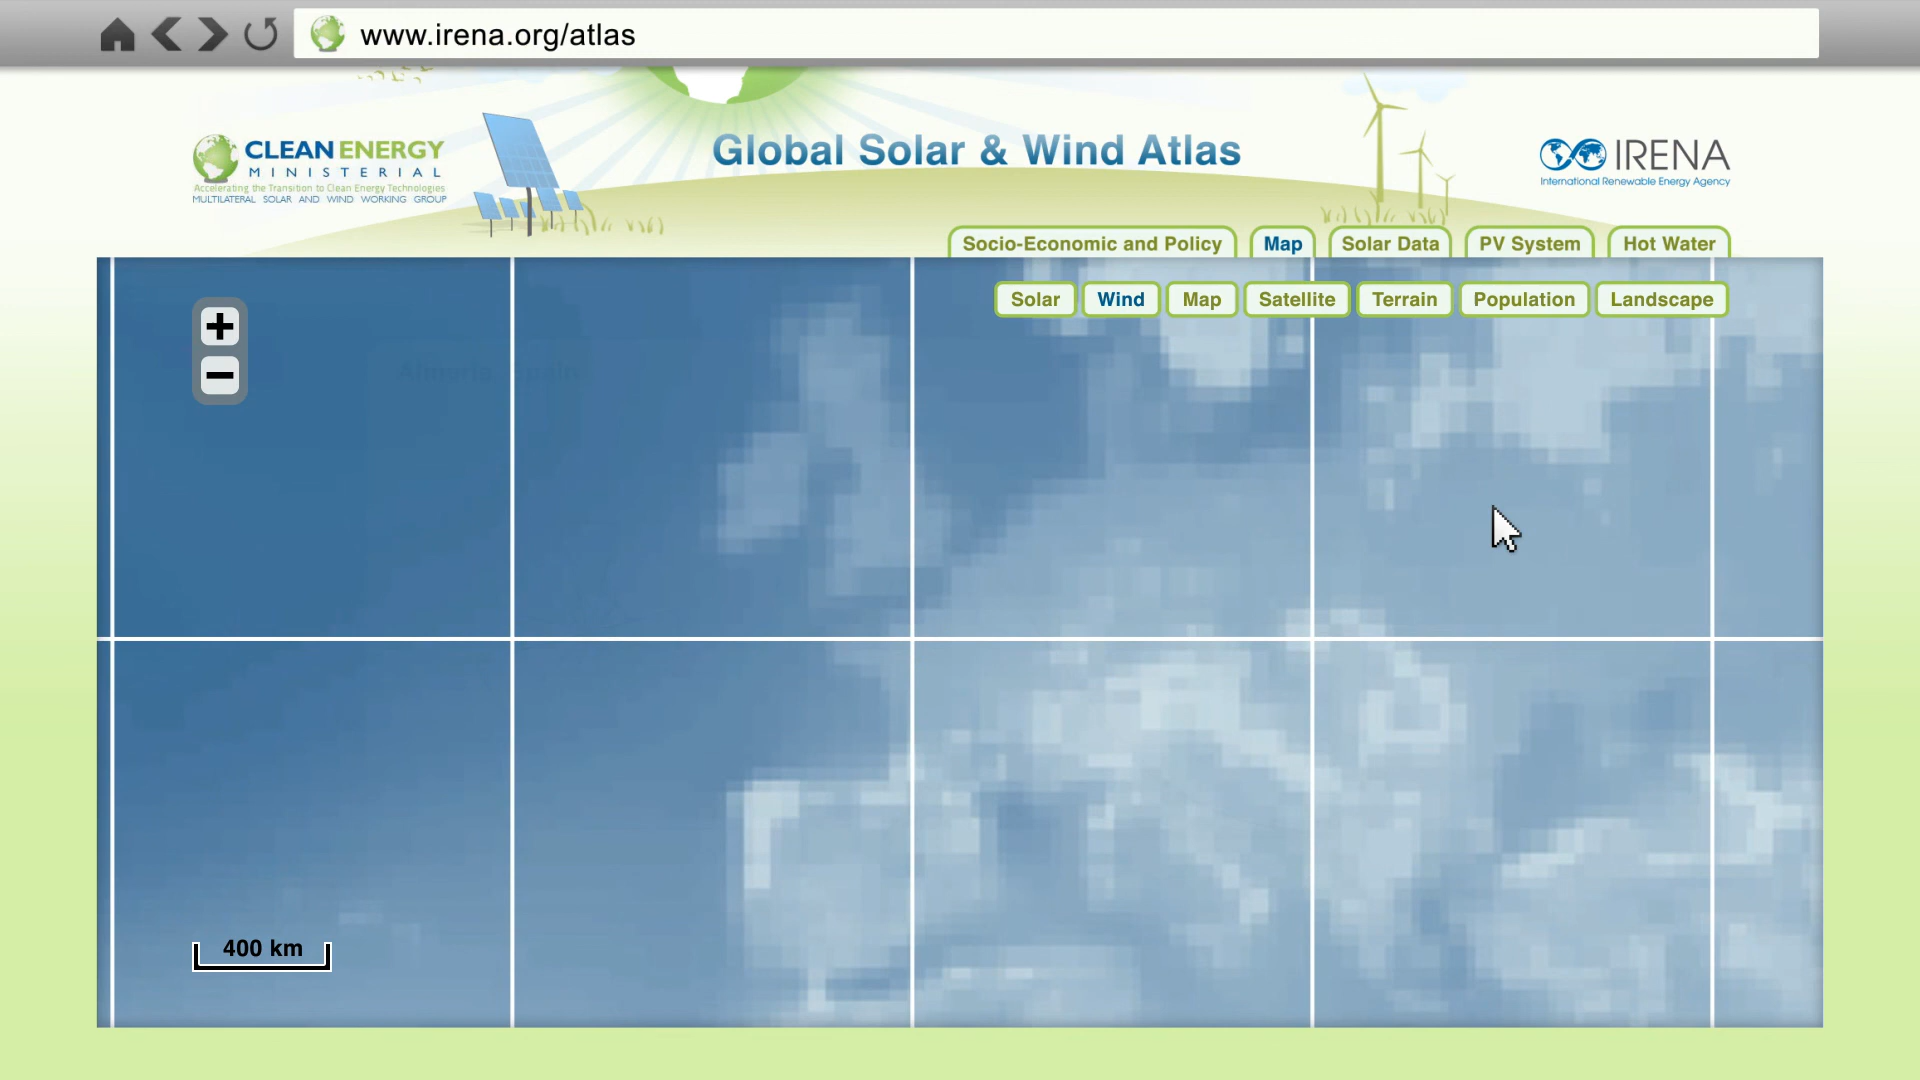 www.irena.org/atlas
CLEAN ENERGY
MINISTERIAL
Accelerating the Transition to Clean Energy Technologies
MULTILATERAL SOLAR AND WIND WORKING GROUP
Global Solar & Wind Atlas
IRENA
International Renewable Energy Agency
Socio-Economic and Policy Map Solar Data PV System Hot Water
Solar Wind Map Satellite Terrain Population Landscape
Almeria, Spain
400 km